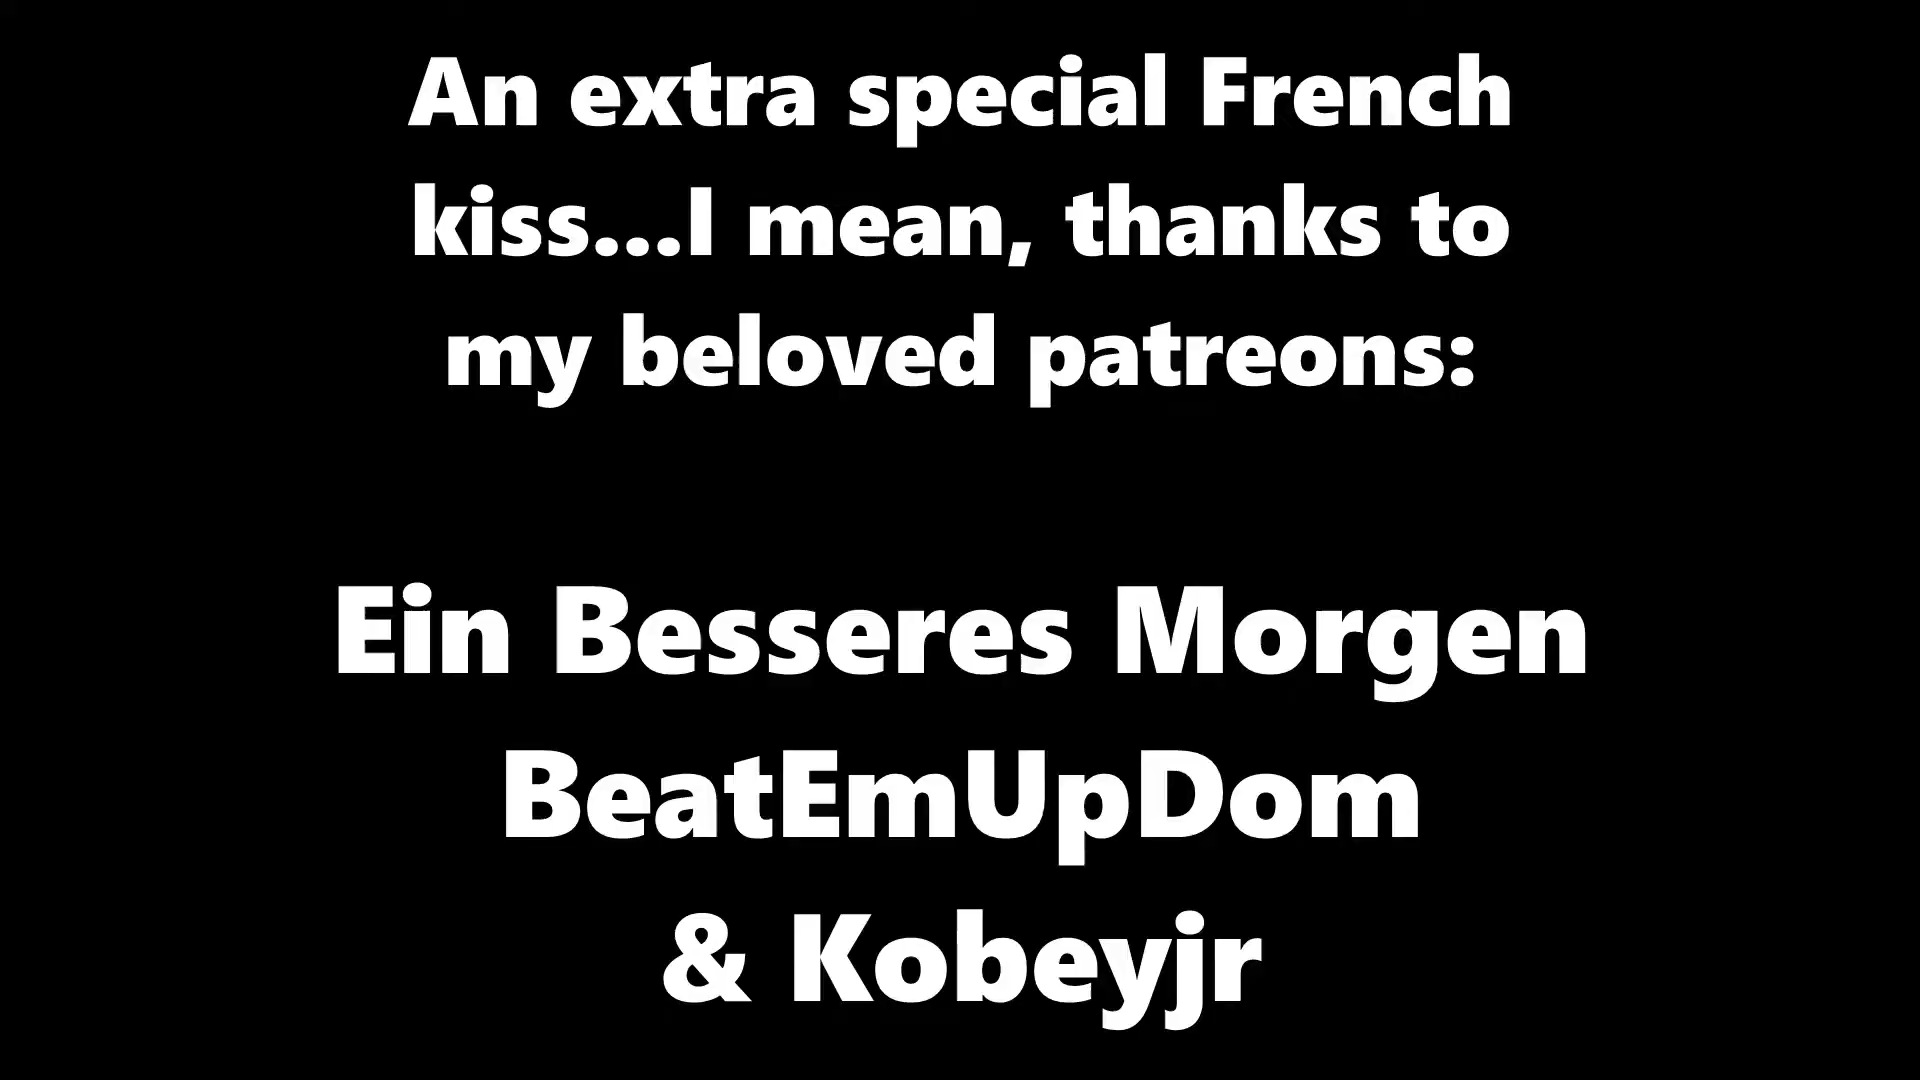 An extra special French
kiss...I mean, thanks to
my beloved patreons:
Ein Besseres Morgen
BeatEmUpDom
& Kobeyjr